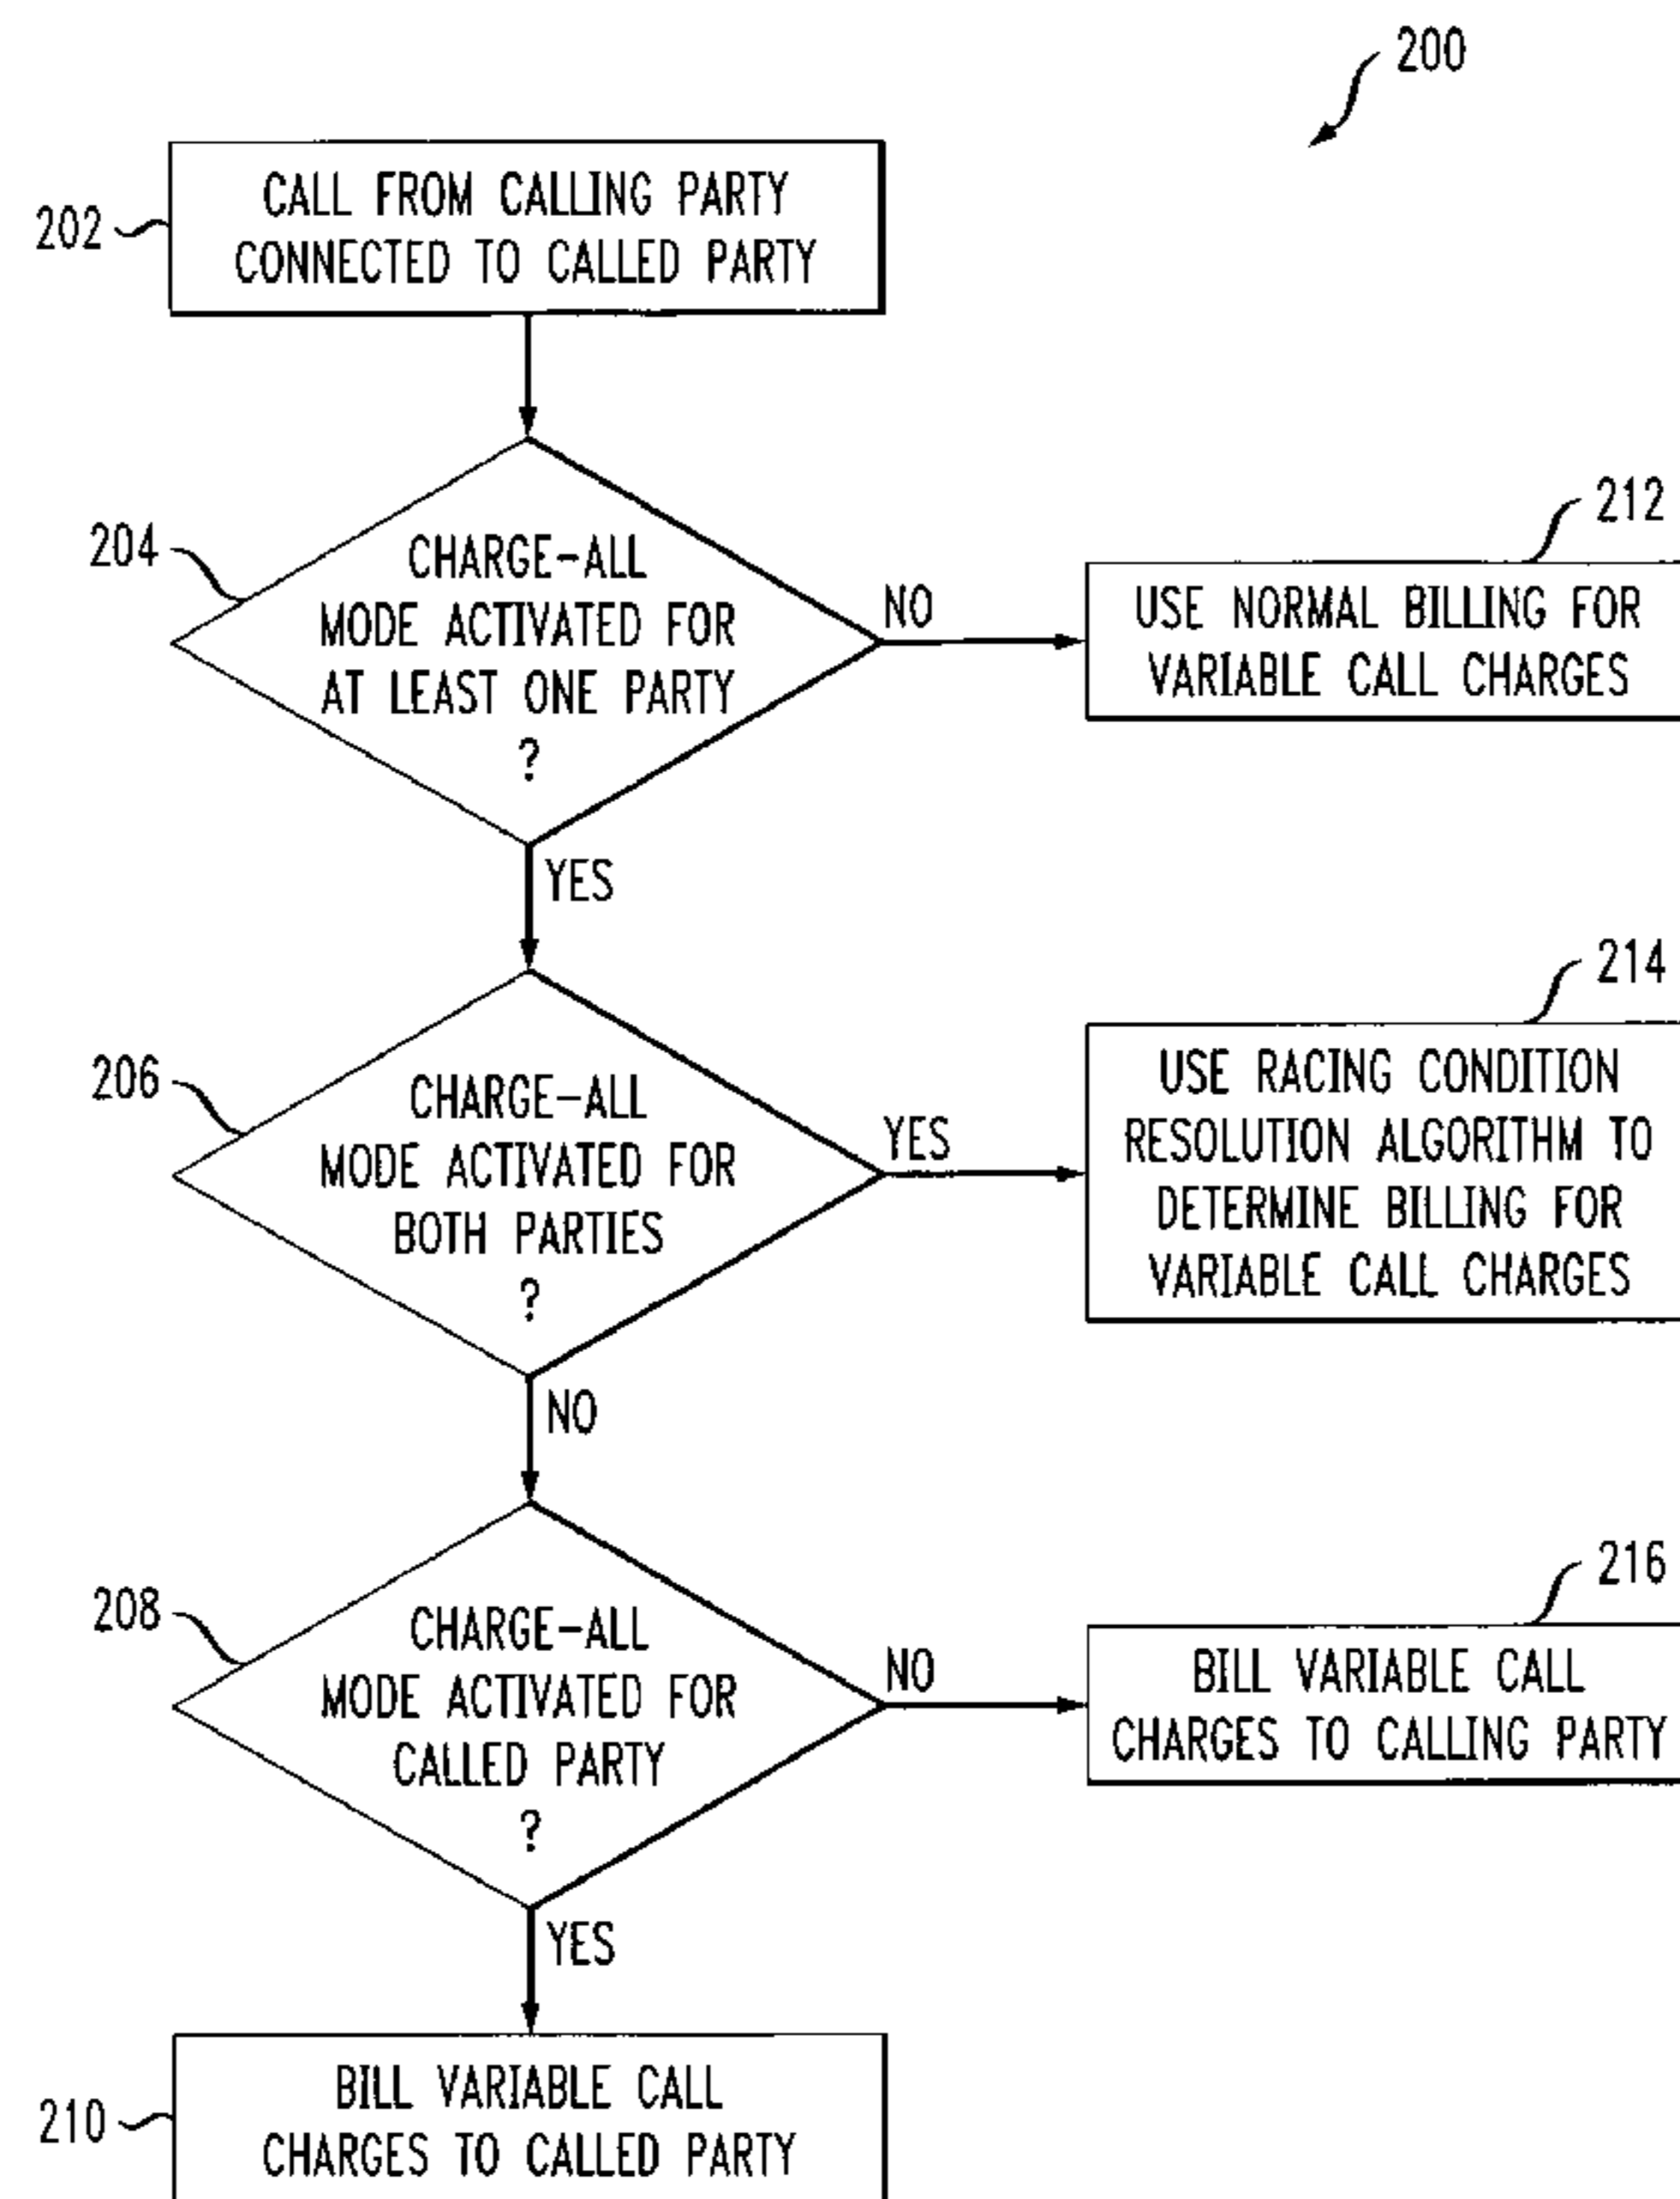 200
202
CALL FROM CALLING PARTY
CONNECTED TO CALLED PARTY
204
CHARGE-ALL
MODE ACTIVATED FOR
AT LEAST ONE PARTY
?
NO
212
USE NORMAL BILLING FOR
VARIABLE CALL CHARGES
YES
206
CHARGE-ALL
MODE ACTIVATED FOR
BOTH PARTIES
?
YES
214
USE RACING CONDITION
RESOLUTION ALGORITHM TO
DETERMINE BILLING FOR
VARIABLE CALL CHARGES
NO
208
CHARGE-ALL
MODE ACTIVATED FOR
CALLED PARTY
?
NO
216
BILL VARIABLE CALL
CHARGES TO CALLING PARTY
YES
210
BILL VARIABLE CALL
CHARGES TO CALLED PARTY